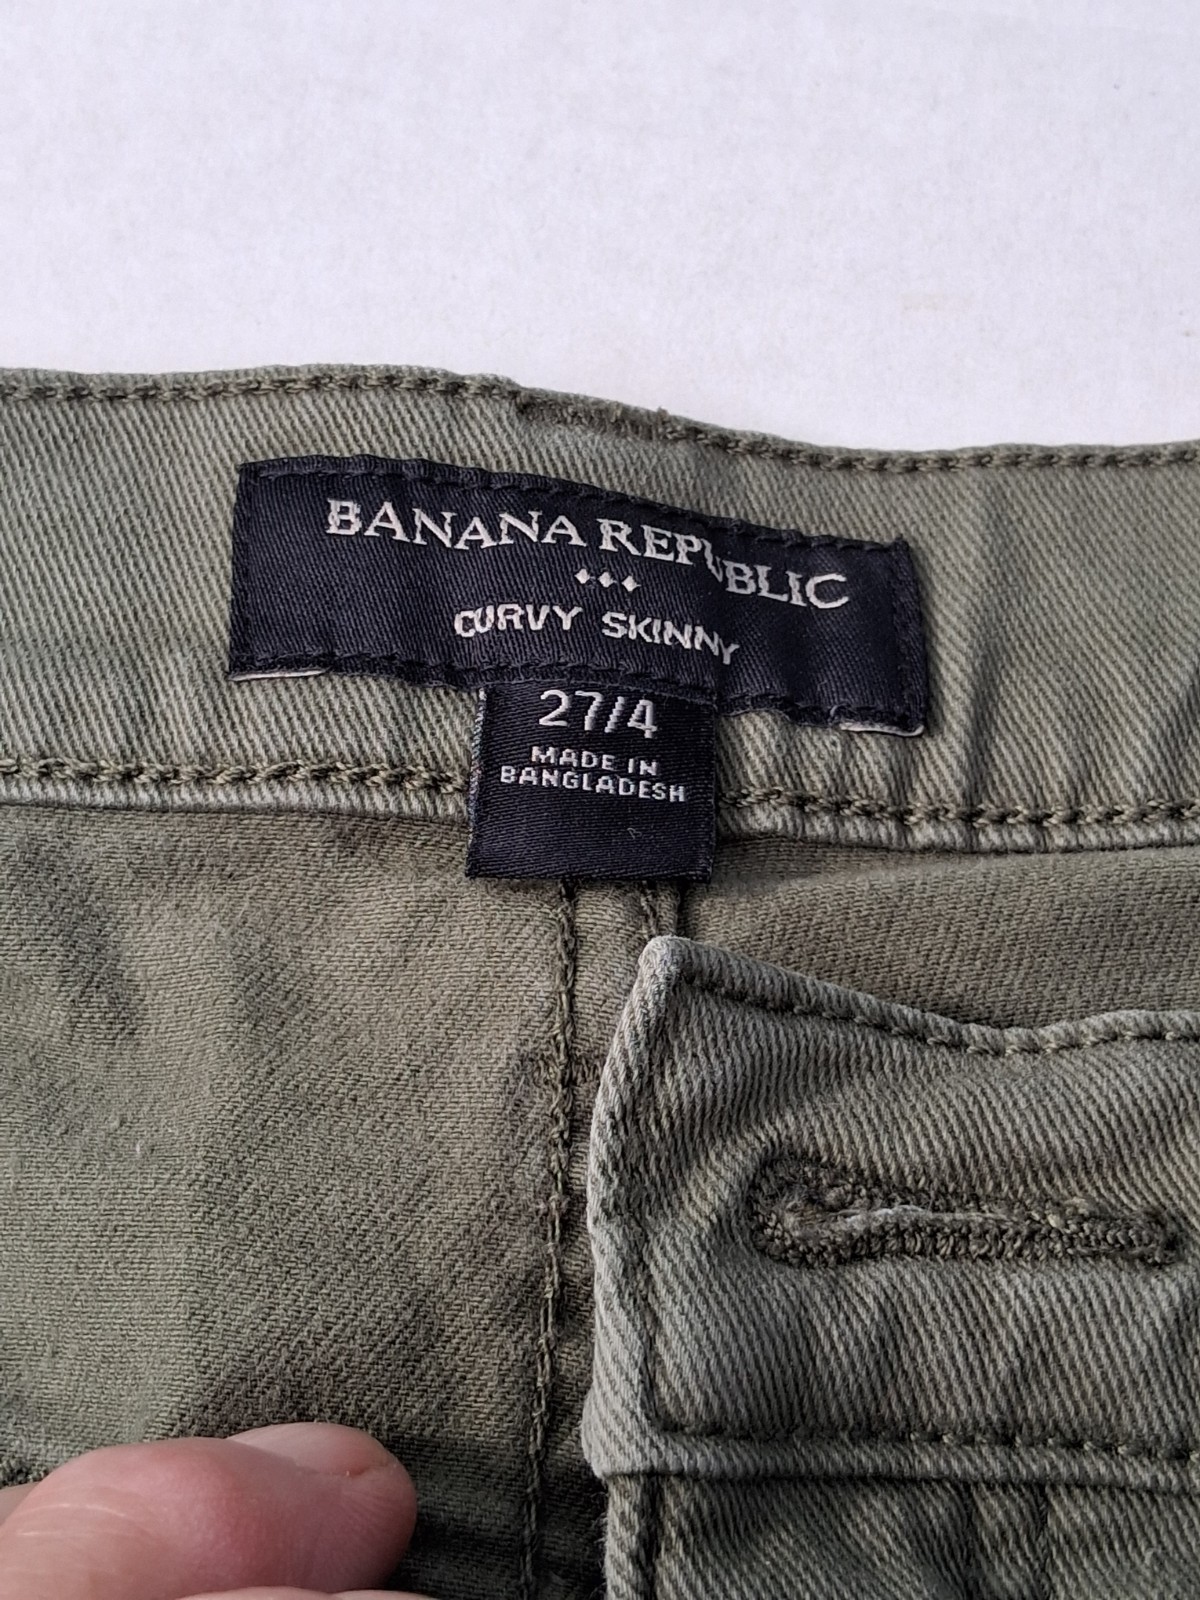 BANANA REPUBLIC
CURVY SKINNY
27/4
MADE IN
BANGLADESH